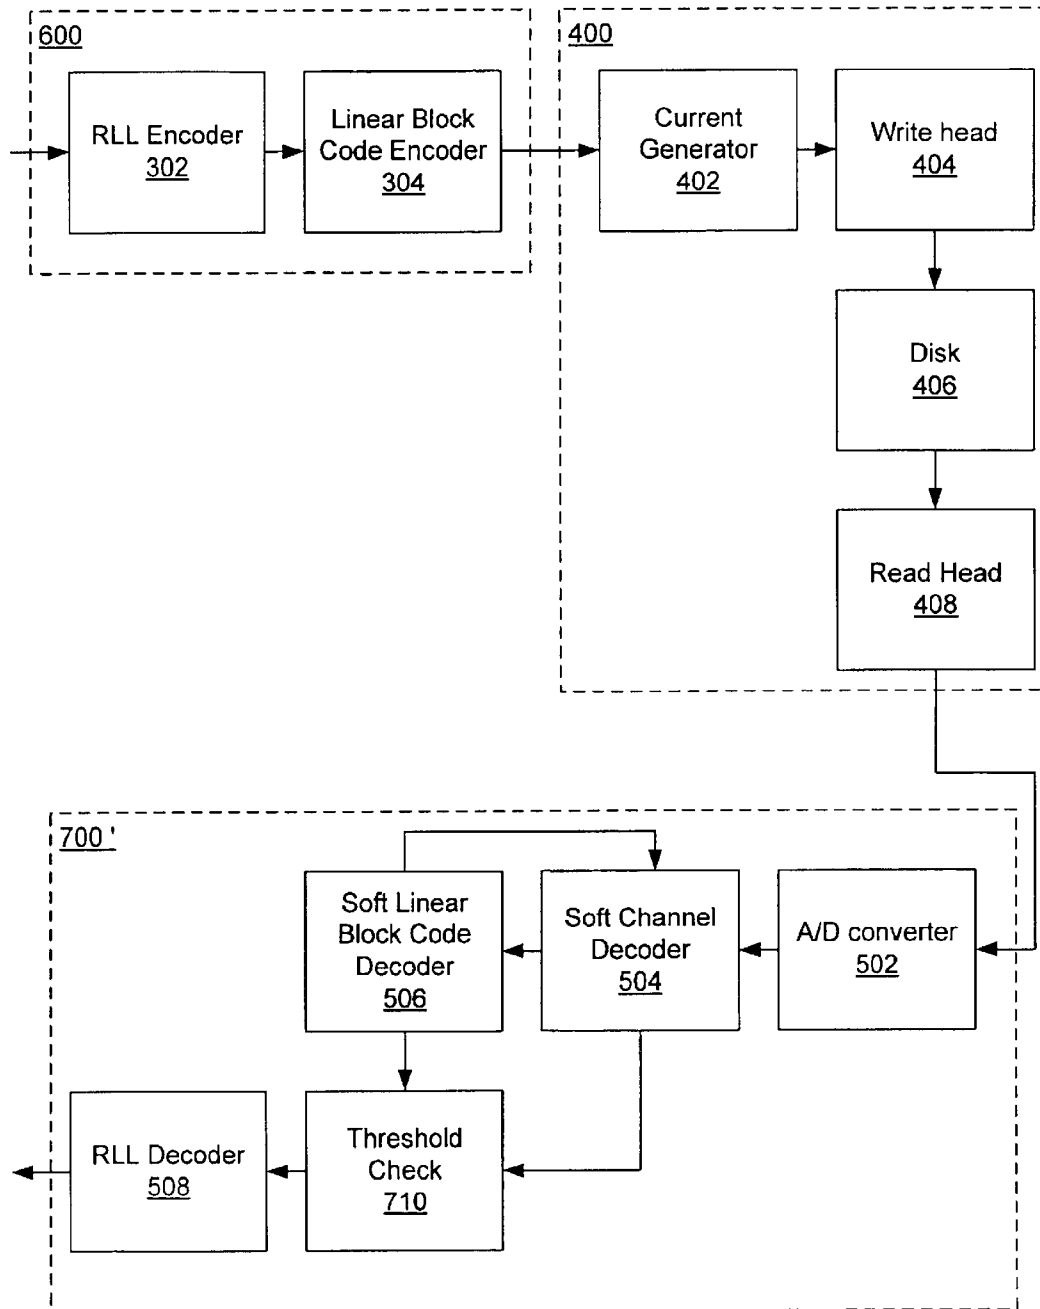 600
RLL Encoder
302
Linear Block
Code Encoder
304
400
Current
Generator
402
Write head
404
Disk
406
Read Head
408
700 '
Soft Linear
Block Code
Decoder
506
Soft Channel
Decoder
504
A/D converter
502
RLL Decoder
508
Threshold
Check
710